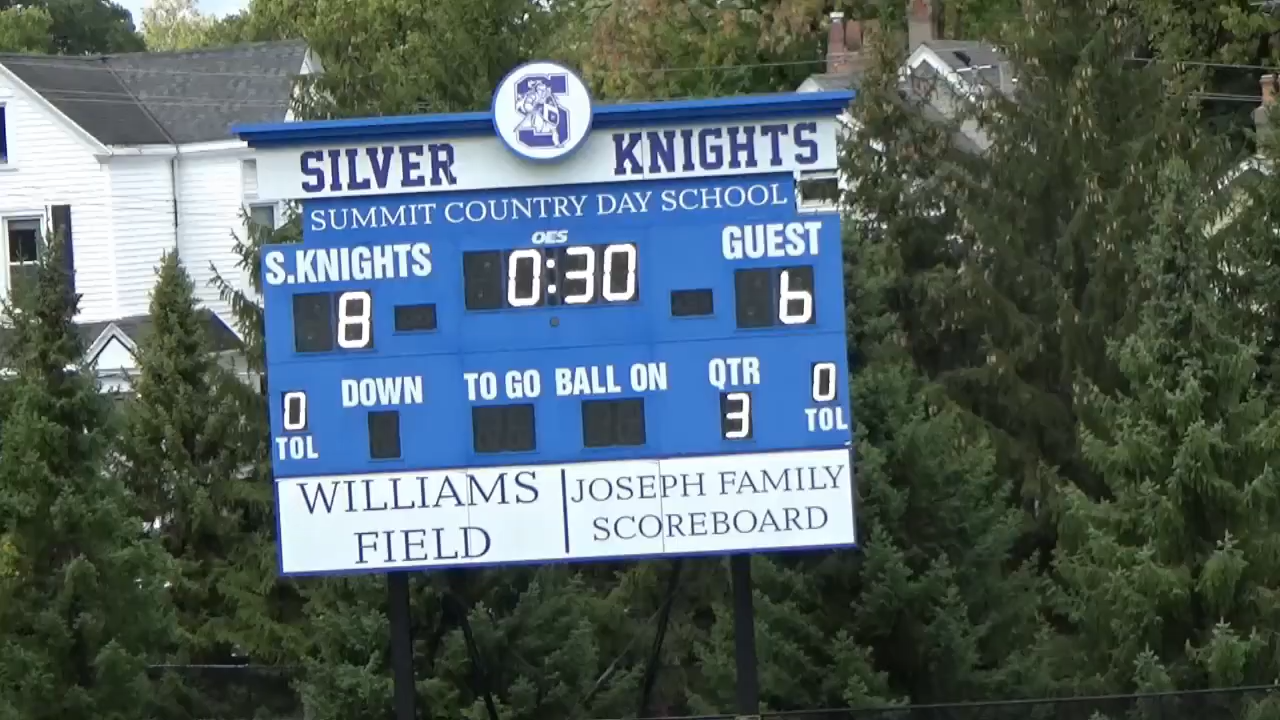 S
SILVER KNIGHTS
SUMMIT COUNTRY DAY SCHOOL
OES
S.KNIGHTS GUEST
8 0:30 6
DOWN TO GO BALL ON QTR
0 3 0
TOL TOL
WILLIAMS FIELD
JOSEPH FAMILY SCOREBOARD